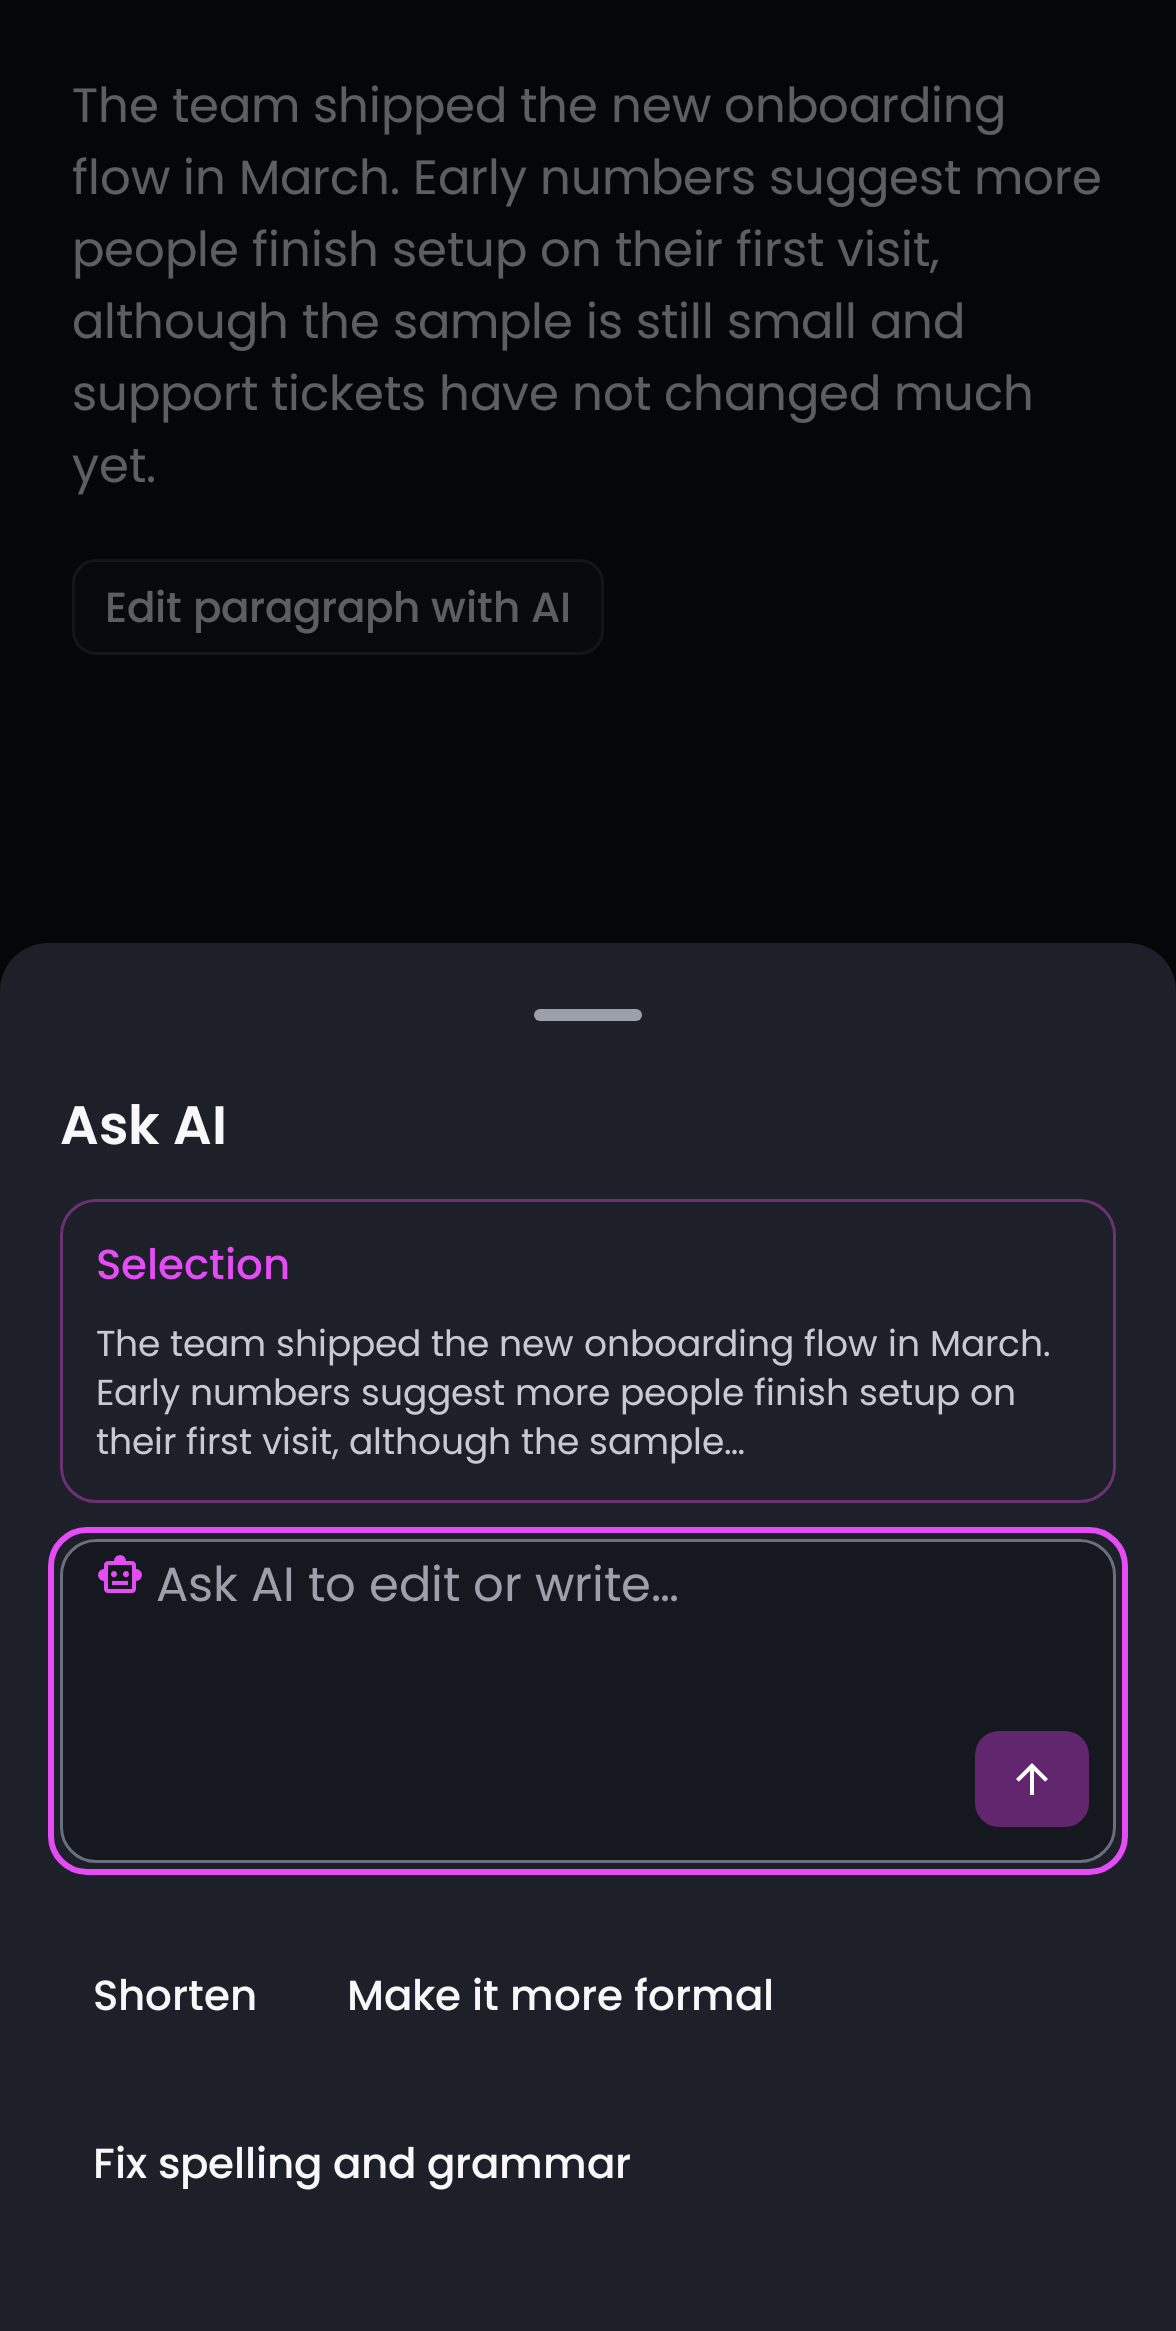 The team shipped the new onboarding
flow in March. Early numbers suggest more
people finish setup on their first visit,
although the sample is still small and
support tickets have not changed much
yet.
Edit paragraph with AI
Ask AI
Selection
The team shipped the new onboarding flow in March.
Early numbers suggest more people finish setup on
their first visit, although the sample...
Ask AI to edit or write...
Shorten
Make it more formal
Fix spelling and grammar